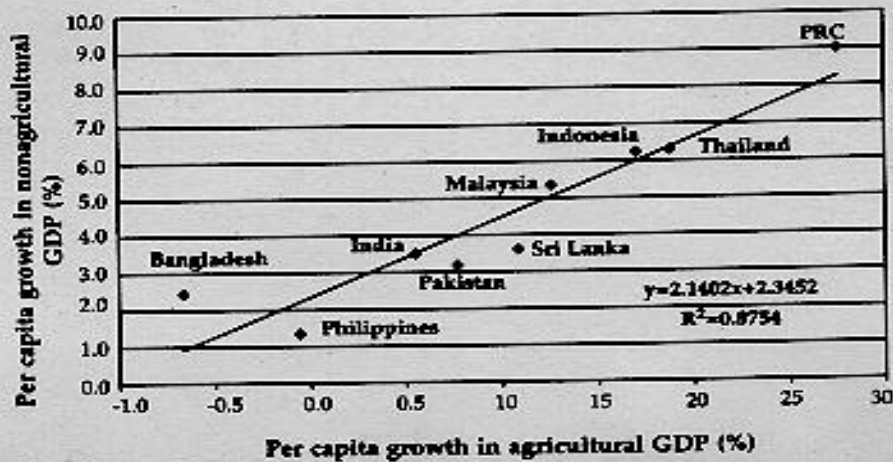 Per capita growth in nonagricultural
GDP (%)
10.0
9.0
8.0
7.0
6.0
5.0
4.0
3.0
2.0
1.0
0.0
PRC
Indonesia
Thailand
Malaysia
India
Sri Lanka
Bangladesh
Pakistan
Philippines
y=2.1402x+2.3452
R²=0.8754
-1.0
-0.5
0.0
0.5
10
15
20
25
30
Per capita growth in agricultural GDP (%)